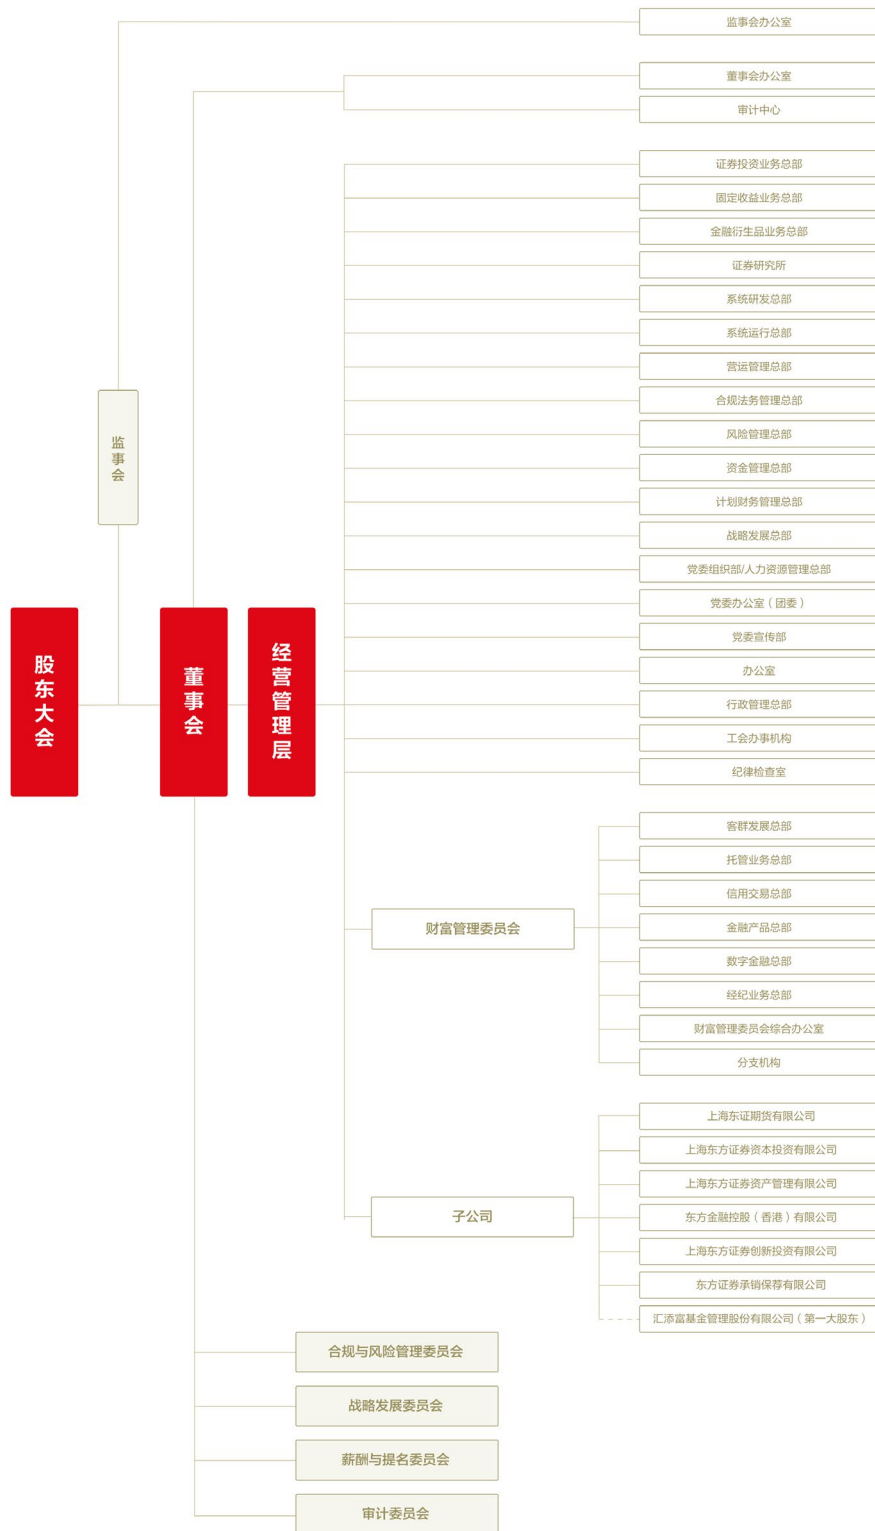 监事会办公室
董事会办公室
审计中心
证券投资业务总部
固定收益业务总部
金融衍生品业务总部
证券研究所
系统研发总部
系统运行总部
营运管理总部
合规法务管理总部
风险管理总部
资金管理总部
计划财务管理总部
战略发展总部
党委组织部/人力资源管理总部
党委办公室（团委）
党委宣传部
办公室
行政管理总部
工会办事机构
纪律检查室
监事会
股东大会
董事会
经营管理层
财富管理委员会
客群发展总部
托管业务总部
信用交易总部
金融产品总部
数字金融总部
经纪业务总部
财富管理委员会综合办公室
分支机构
子公司
上海东证期货有限公司
上海东方证券资本投资有限公司
上海东方证券资产管理有限公司
东方金融控股（香港）有限公司
上海东方证券创新投资有限公司
东方证券承销保荐有限公司
汇添富基金管理股份有限公司（第一大股东）
合规与风险管理委员会
战略发展委员会
薪酬与提名委员会
审计委员会